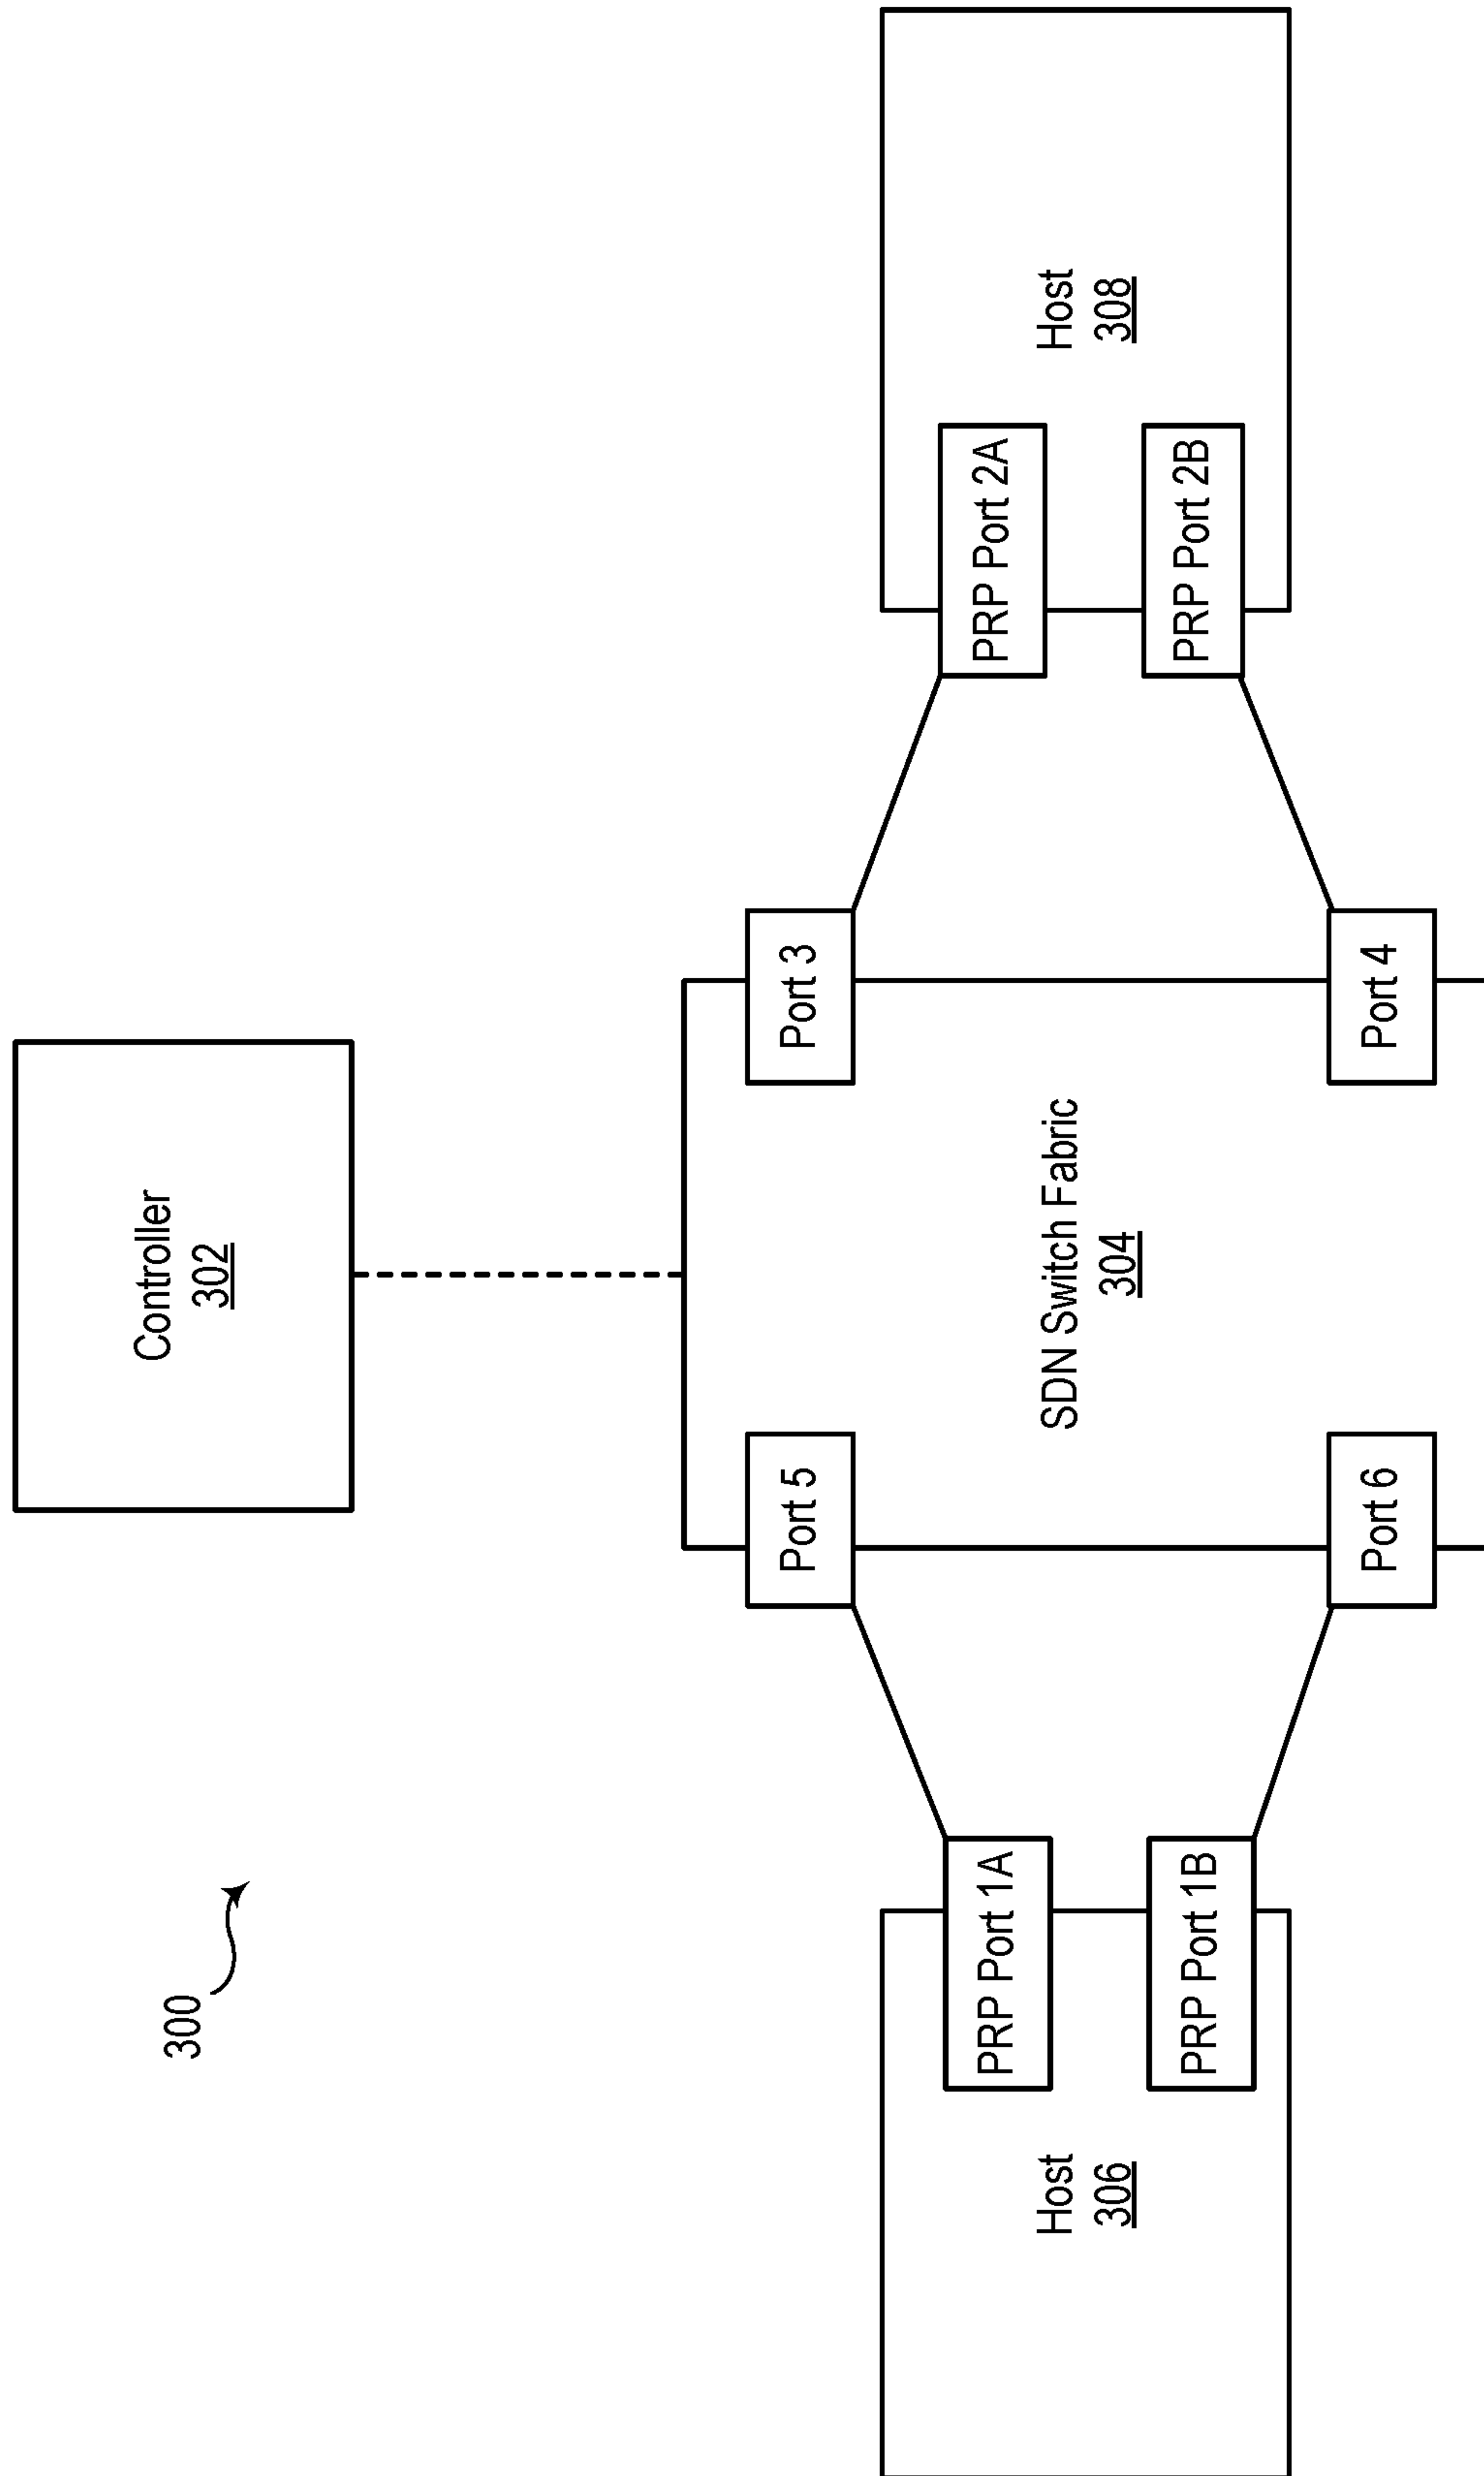 300
Controller
302
Port 5
Port 3
PRP Port 1A
PRP Port 2A
Host
306
SDN Switch Fabric
304
Host
308
PRP Port 1B
PRP Port 2B
Port 6
Port 4